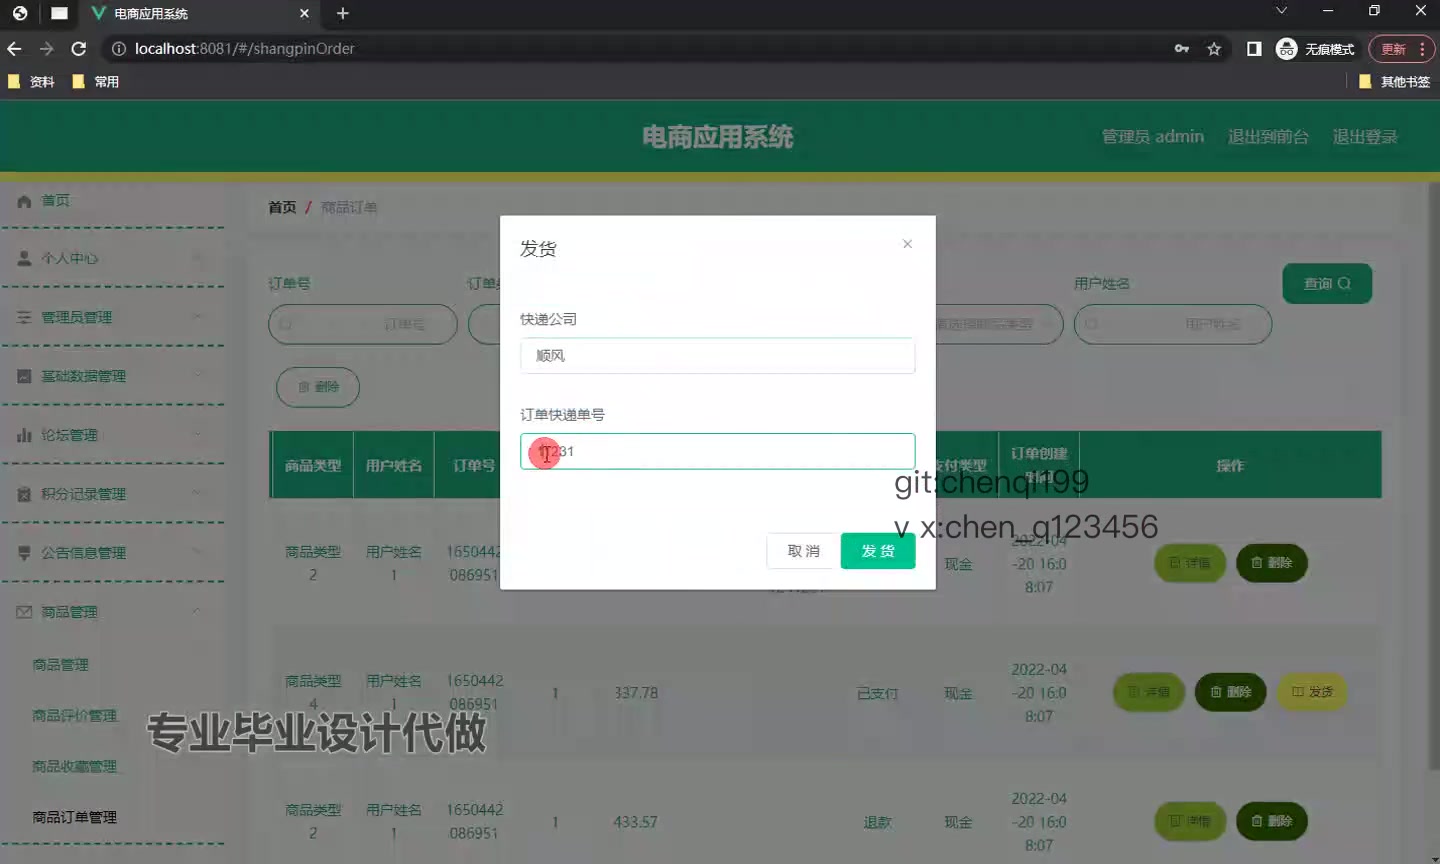 电商应用系统
localhost:8081/#/shangpinOrder
无痕模式
更新
资料
常用
其他书签
电商应用系统
管理员 admin
退出到前台
退出登录
首页
个人中心
管理员管理
基础数据管理
论坛管理
积分记录管理
公告信息管理
商品管理
商品管理
商品评价管理
商品收藏管理
商品订单管理
首页 / 商品订单
订单号
用户姓名
订单号
用户姓名
查询
删除
发货
快递公司
顺风
订单快递单号
取 消
发 货
商品类型
用户姓名
订单号
支付类型
订单创建
时间
操作
商品类型
2
用户姓名
1
1650442
086951
现金
2022-04
-20 16:0
8:07
详情
删除
商品类型
4
用户姓名
1
1650442
086951
1
337.78
已支付
现金
2022-04
-20 16:0
8:07
详情
删除
发货
商品类型
2
用户姓名
1
1650442
086951
1
433.57
退款
现金
2022-04
-20 16:0
8:07
详情
删除
git:chenqi199
v_x:chen_q123456
专业毕业设计代做